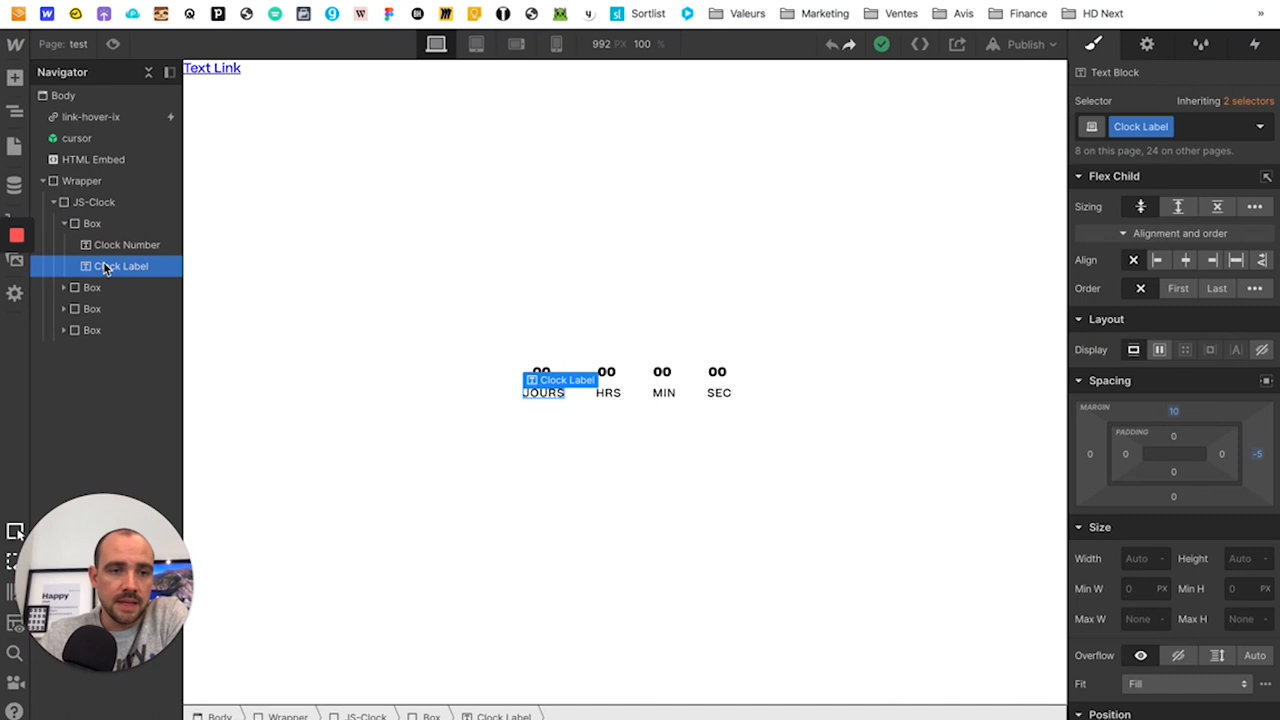 Sortlist
Valeurs
Marketing
Ventes
Avis
Finance
HD Next
»
Page: test
992 PX 100 %
Publish
Navigator
Body
link-hover-ix
cursor
HTML Embed
Wrapper
JS-Clock
Box
Clock Number
Clock Label
Box
Box
Box
Text Link
00 00 00 00
Clock Label
JOURS HRS MIN SEC
Happy
Body Wrapper JS-Clock Box Clock Label
Text Block
Selector Inheriting 2 selectors
Clock Label
8 on this page, 24 on other pages.
Flex Child
Sizing
Alignment and order
Align
Order First Last
Layout
Display
Spacing
MARGIN 10
PADDING 0
0 0 0 -5
0
0
Size
Width Auto - Height Auto -
Min W 0 PX Min H 0 PX
Max W None - Max H None -
Overflow Auto
Fit Fill
Position